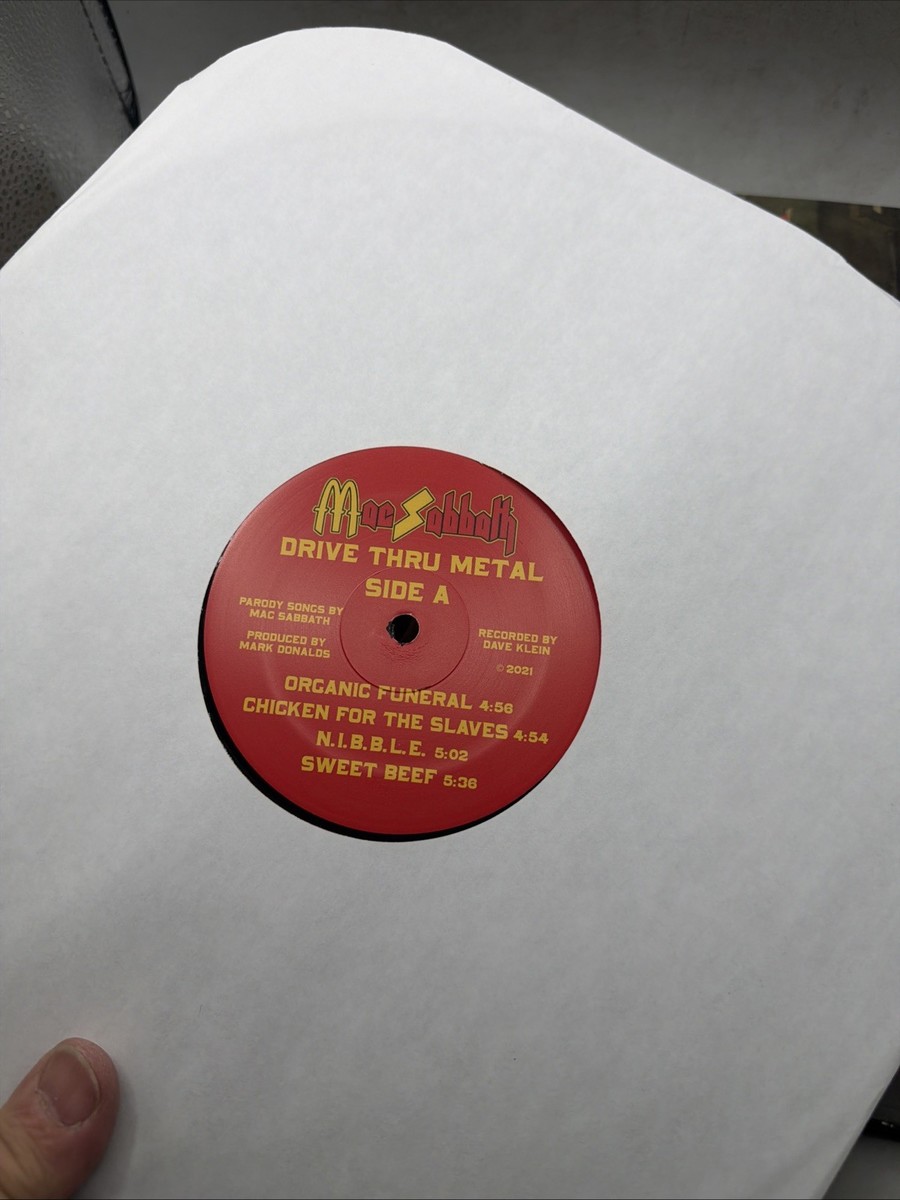 Mac Sabbath
DRIVE THRU METAL
SIDE A
PARODY SONGS BY
MAC SABBATH
PRODUCED BY
MARK DONALDS
RECORDED BY
DAVE KLEIN
© 2021
ORGANIC FUNERAL 4:56
CHICKEN FOR THE SLAVES 4:54
N.I.B.B.L.E. 5:02
SWEET BEEF 5:36